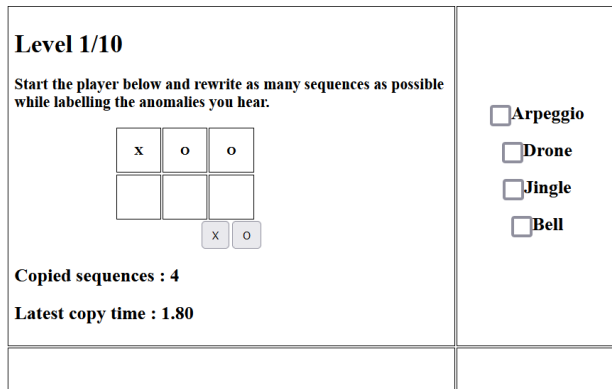 Level 1/10
Start the player below and rewrite as many sequences as possible
while labelling the anomalies you hear.
X O O
X O
Copied sequences : 4
Latest copy time : 1.80
Arpeggio
Drone
Jingle
Bell